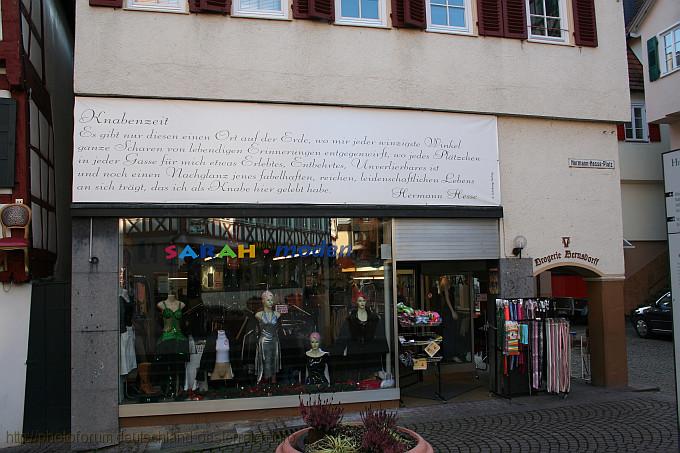 Knabenzeit
Es gibt nur diesen einen Ort auf der Erde, wo mir jeder winzigste Winkel
ganze Scharen von lebendigen Erinnerungen entgegenwirft, wo jedes Plätzchen
in jeder Gasse für mich etwas Erlebtes, Entbehrtes, Unverlierbares ist
und noch einen Nachglanz jenes fabelhaften, reichen, leidenschaftlichen Lebens
an sich trägt, das ich als Knabe hier gelebt habe.
Hermann Hesse
Hermann-Hesse-Platz
SARAH • moden
Drogerie Bernsdorff